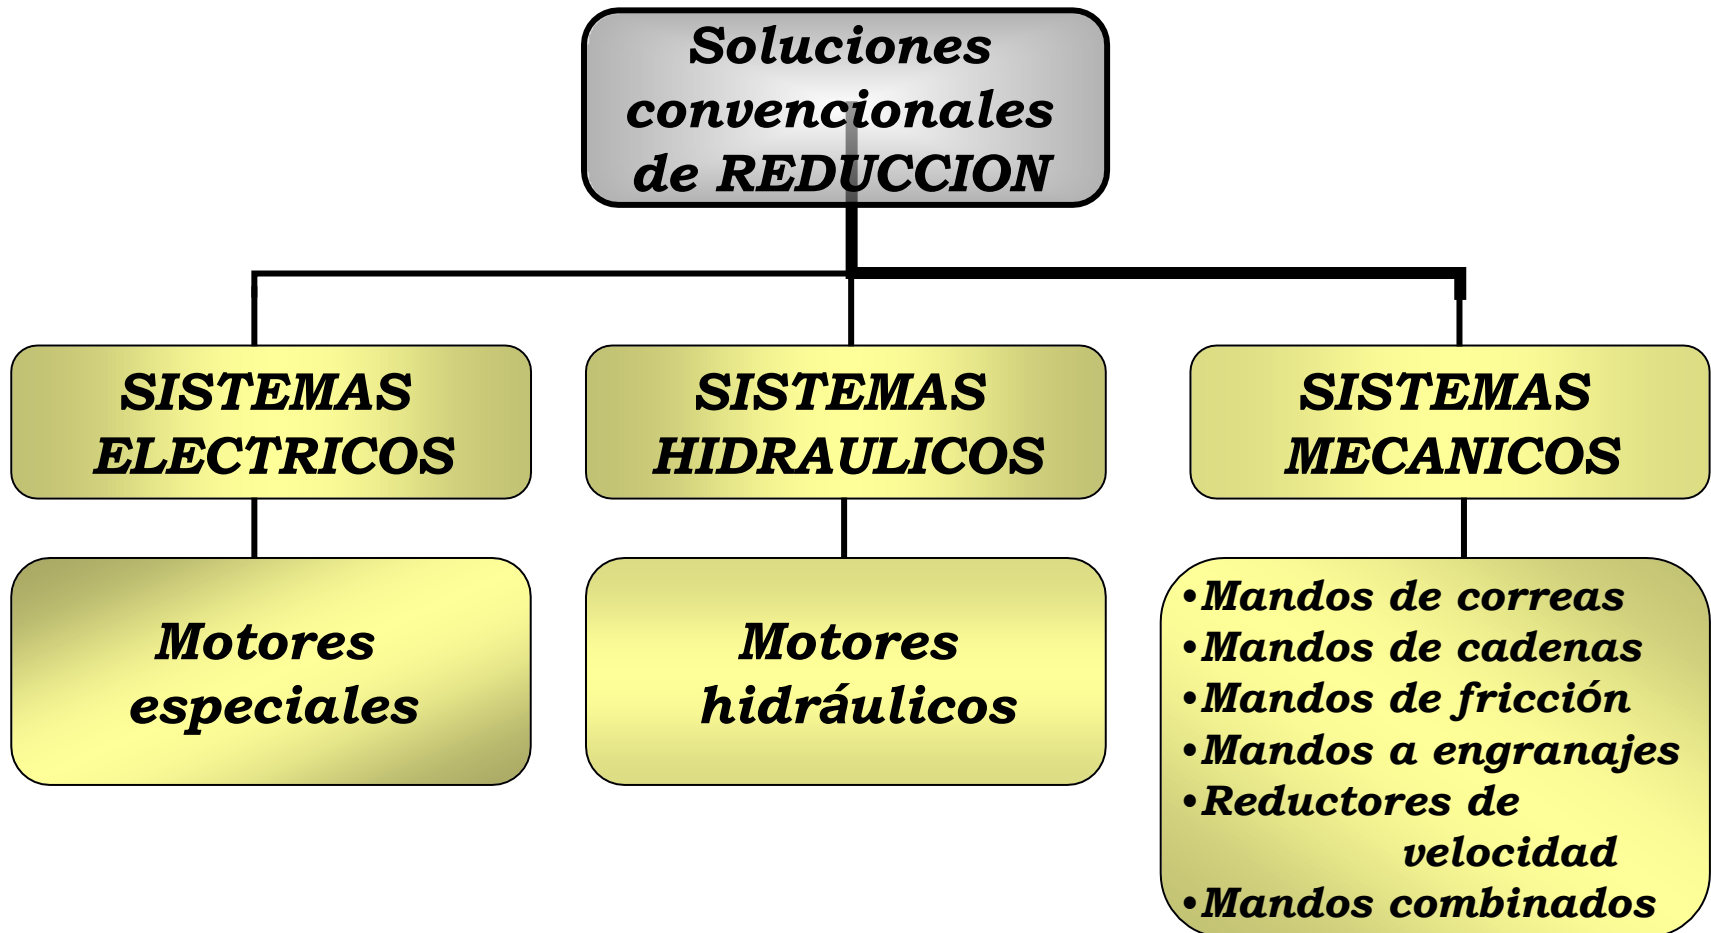 Soluciones
convencionales
de REDUCCION
SISTEMAS
ELECTRICOS
SISTEMAS
HIDRAULICOS
SISTEMAS
MECANICOS
Motores
especiales
Motores
hidráulicos
•Mandos de correas
•Mandos de cadenas
•Mandos de fricción
•Mandos a engranajes
•Reductores de
velocidad
•Mandos combinados